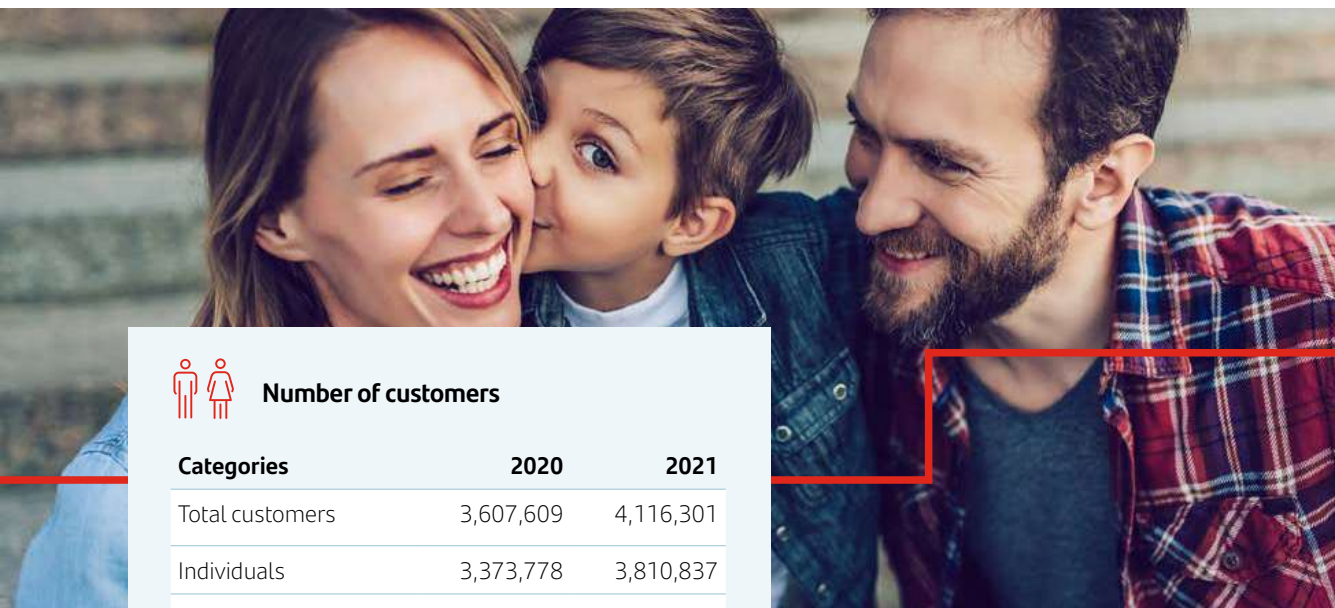 Number of customers
Categories 2020 2021
Total customers 3,607,609 4,116,301
Individuals 3,373,778 3,810,837